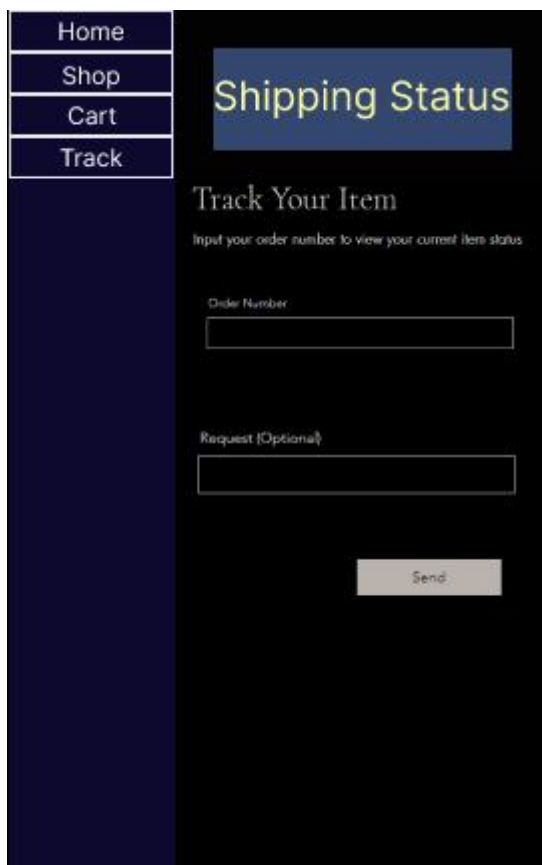 Home
Shop
Cart
Track
Shipping Status
Track Your Item
Input your order number to view your current item status
Order Number
Request (Optional)
Send